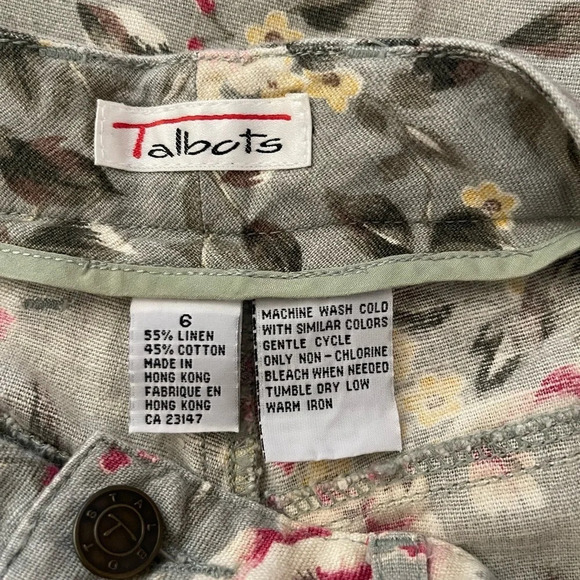 Talbots
6
55% LINEN
45% COTTON
MADE IN
HONG KONG
FABRIQUE EN
HONG KONG
CA 23147
MACHINE WASH COLD
WITH SIMILAR COLORS
GENTLE CYCLE
ONLY NON - CHLORINE
BLEACH WHEN NEEDED
TUMBLE DRY LOW
WARM IRON
TALBOTS
T